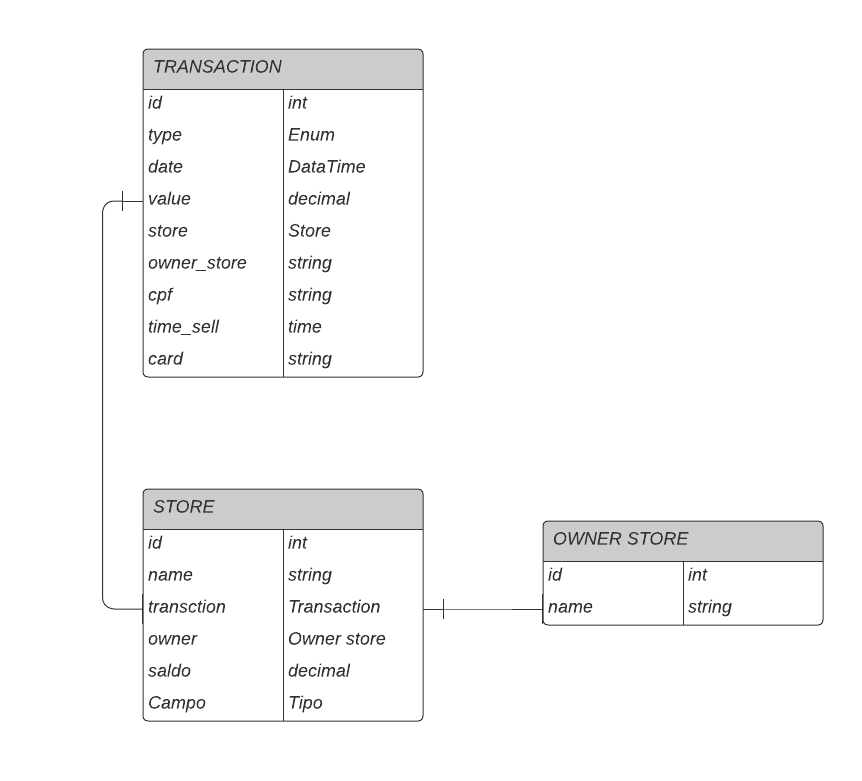 TRANSACTION
id int
type Enum
date DataTime
value decimal
store Store
owner_store string
cpf string
time_sell time
card string
STORE
id int
name string
transction Transaction
owner Owner store
saldo decimal
Campo Tipo
OWNER STORE
id int
name string